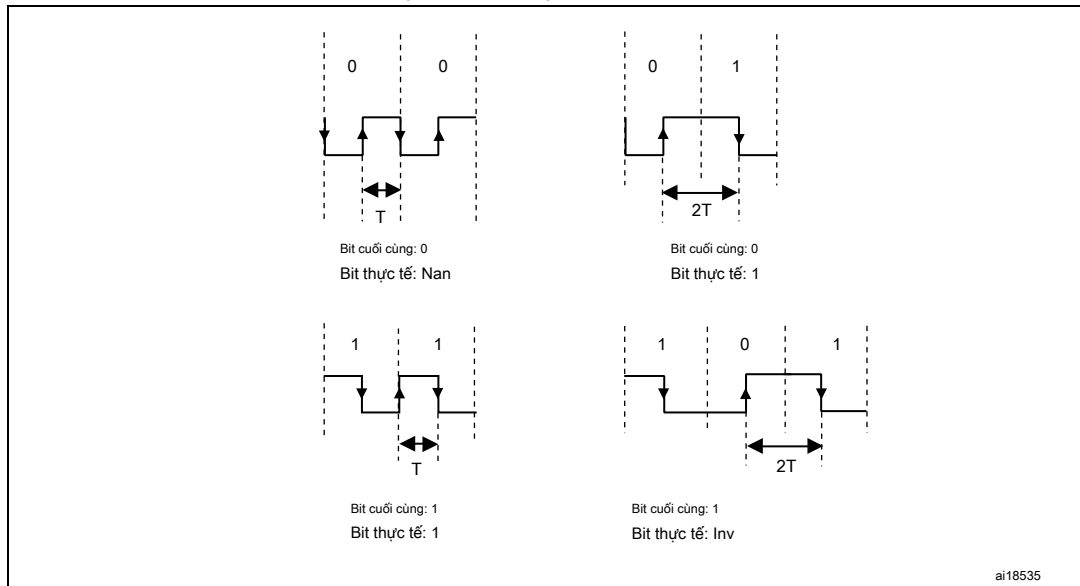 0 0
T
Bit cuối cùng: 0
Bit thực tế: Nan
0 1
2T
Bit cuối cùng: 0
Bit thực tế: 1
1 1
T
Bit cuối cùng: 1
Bit thực tế: 1
1 0 1
2T
Bit cuối cùng: 1
Bit thực tế: Inv
ai18535